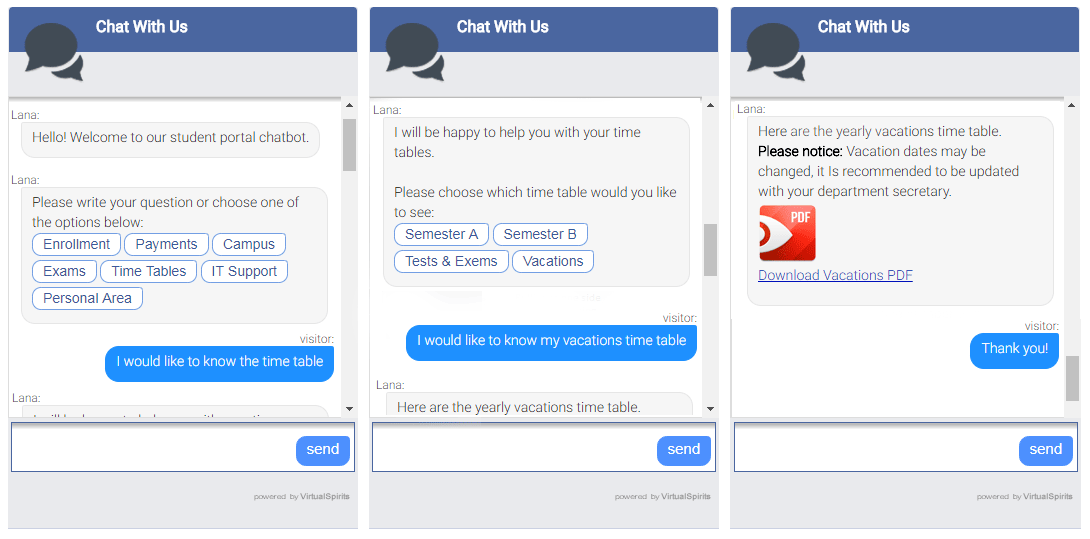 Chat With Us
Lana:
Hello! Welcome to our student portal chatbot.
Lana:
Please write your question or choose one of
the options below:
Enrollment Payments Campus
Exams Time Tables IT Support
Personal Area
visitor:
I would like to know the time table
Lana:
send
powered by VirtualSpirits
Chat With Us
Lana:
I will be happy to help you with your time
tables.
Please choose which time table would you like
to see:
Semester A Semester B
Tests & Exems Vacations
visitor:
I would like to know my vacations time table
Lana:
Here are the yearly vacations time table.
send
powered by VirtualSpirits
Chat With Us
Lana:
Here are the yearly vacations time table.
Please notice: Vacation dates may be
changed, it Is recommended to be updated
with your department secretary.
PDF
Download Vacations PDF
visitor:
Thank you!
send
powered by VirtualSpirits